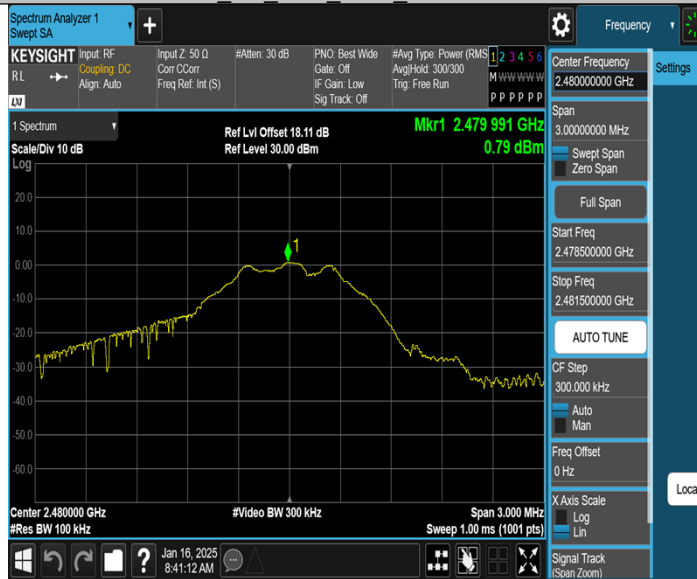 Spectrum Analyzer 1
Swept SA
+
Frequency
KEYSIGHT
RL
LXI
Input: RF
Coupling: DC
Align: Auto
Input Z: 50 Ω
Corr CCorr
Freq Ref: Int (S)
#Atten: 30 dB
PNO: Best Wide
Gate: Off
IF Gain: Low
Sig Track: Off
#Avg Type: Power (RMS
Avg|Hold: 300/300
Trig: Free Run
1 2 3 4 5 6
M W W W W W
P P P P P P
Center Frequency
2.480000000 GHz
Settings
Span
3.00000000 MHz
Swept Span
Zero Span
Full Span
Start Freq
2.478500000 GHz
Stop Freq
2.481500000 GHz
AUTO TUNE
CF Step
300.000 kHz
Auto
Man
Freq Offset
0 Hz
X Axis Scale
Log
Lin
Signal Track
(Span Zoom)
Loca
1 Spectrum
Scale/Div 10 dB
Log
Ref Lvl Offset 18.11 dB
Ref Level 30.00 dBm
Mkr1 2.479 991 GHz
0.79 dBm
20.0
10.0
0.00
-10.0
-20.0
-30.0
-40.0
-50.0
-60.0
1
Center 2.480000 GHz
#Res BW 100 kHz
#Video BW 300 kHz
Span 3.000 MHz
Sweep 1.00 ms (1001 pts)
?
Jan 16, 2025
8:41:12 AM